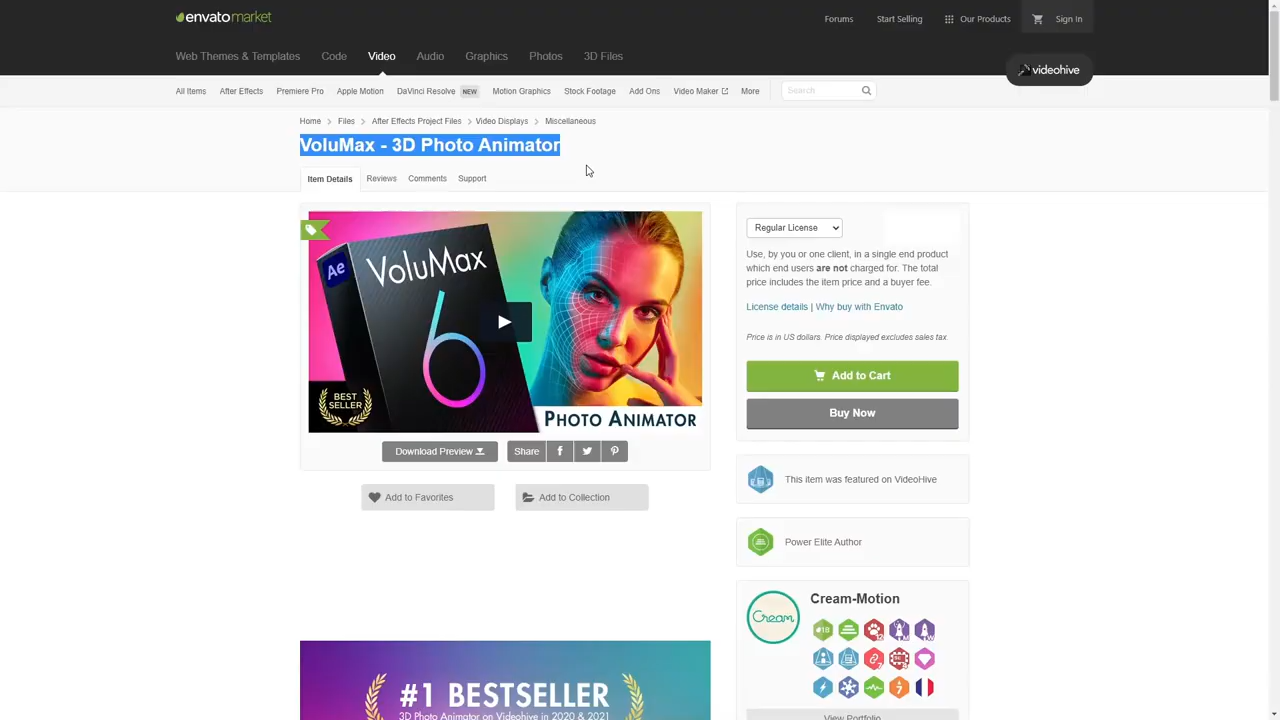 envato market
Forums
Start Selling
Our Products
Sign In
Web Themes & Templates
Code
Video
Audio
Graphics
Photos
3D Files
videohive
All Items
After Effects
Premiere Pro
Apple Motion
DaVinci Resolve NEW
Motion Graphics
Stock Footage
Add Ons
Video Maker
More
Search
Home > Files > After Effects Project Files > Video Displays > Miscellaneous
VoluMax - 3D Photo Animator
Item Details
Reviews
Comments
Support
Ae
VoluMax
6
BEST
SELLER
PHOTO ANIMATOR
Download Preview
Share
Add to Favorites
Add to Collection
#1 BESTSELLER
3D Photo Animator on Videohive in 2020 & 2021
Regular License
Use, by you or one client, in a single end product
which end users are not charged for. The total
price includes the item price and a buyer fee.
License details | Why buy with Envato
Price is in US dollars. Price displayed excludes sales tax.
Add to Cart
Buy Now
This item was featured on VideoHive
Power Elite Author
Cream
Cream-Motion
View Portfolio